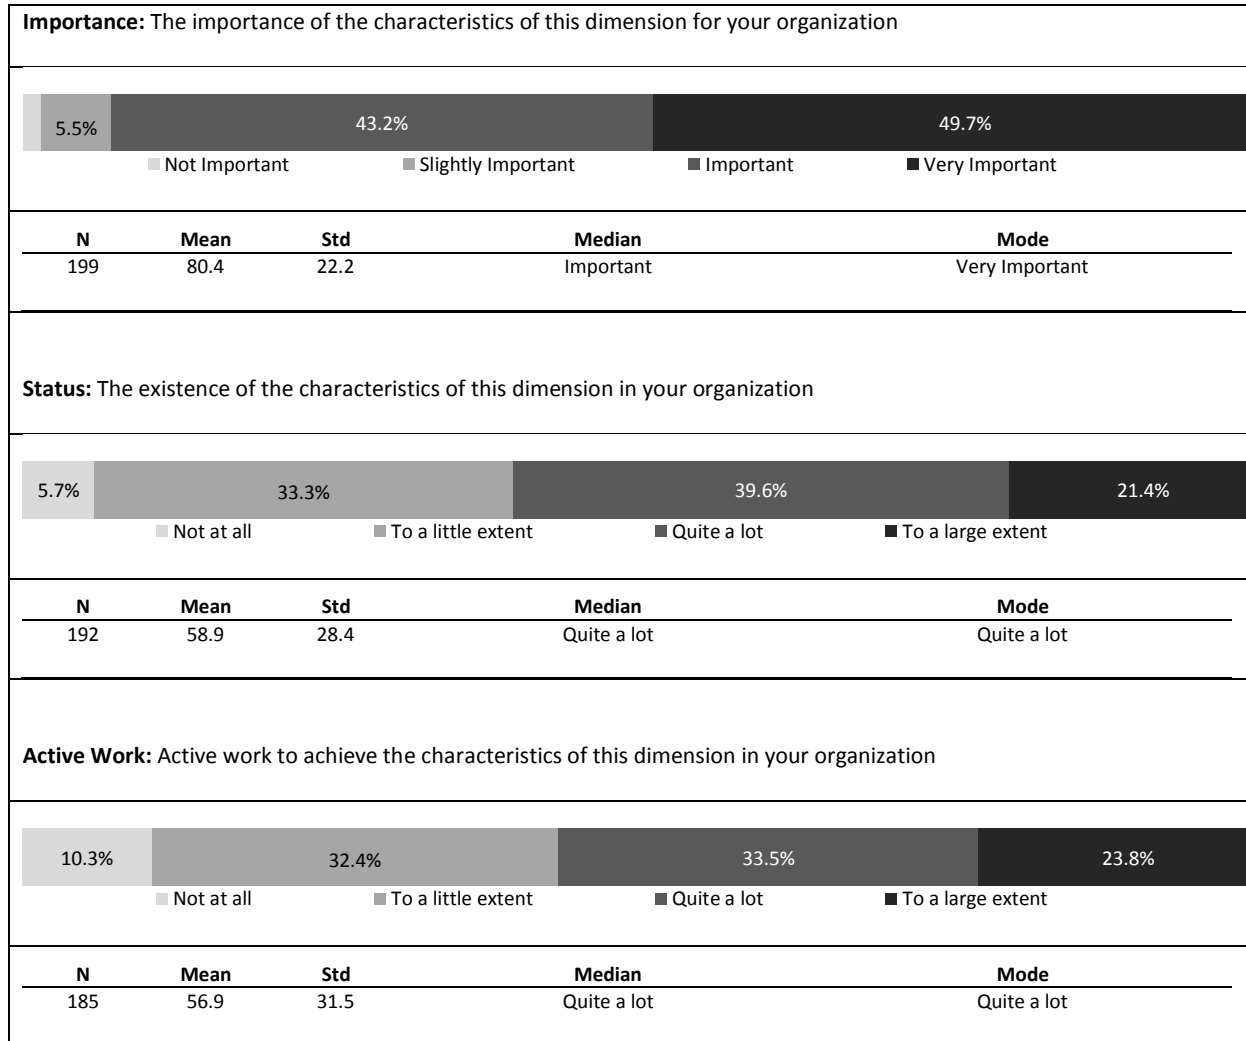 Importance: The importance of the characteristics of this dimension for your organization
5.5% 43.2% 49.7%
Not Important Slightly Important Important Very Important
N Mean Std Median Mode
199 80.4 22.2 Important Very Important
Status: The existence of the characteristics of this dimension in your organization
5.7% 33.3% 39.6% 21.4%
Not at all To a little extent Quite a lot To a large extent
N Mean Std Median Mode
192 58.9 28.4 Quite a lot Quite a lot
Active Work: Active work to achieve the characteristics of this dimension in your organization
10.3% 32.4% 33.5% 23.8%
Not at all To a little extent Quite a lot To a large extent
N Mean Std Median Mode
185 56.9 31.5 Quite a lot Quite a lot